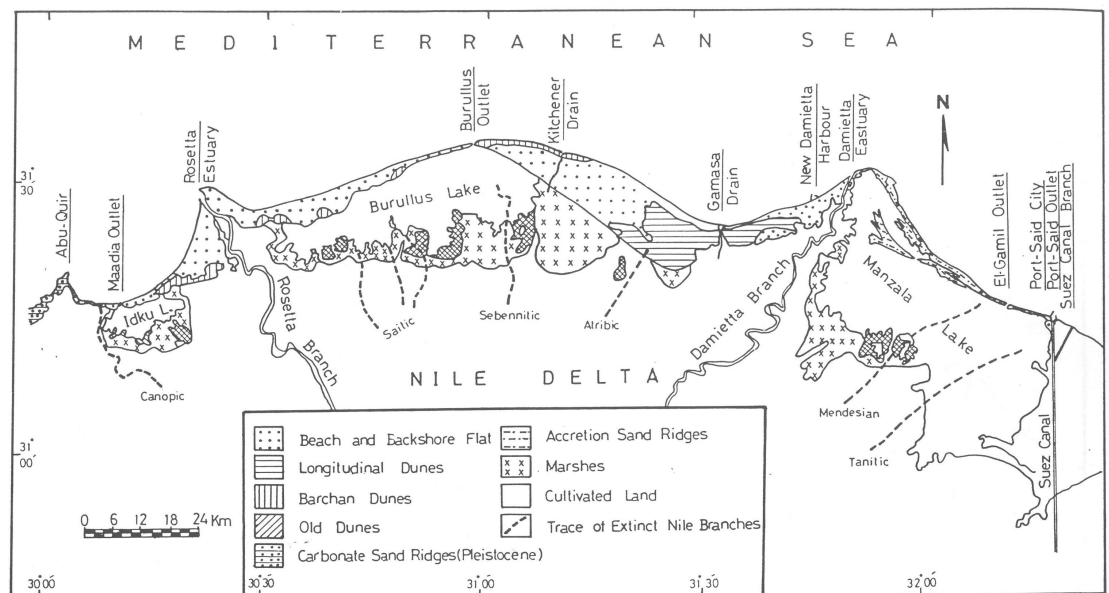 MEDITERRANEAN SEA
Abu-Quir
Maadia Outlet
Rosetta
Estuary
Burullus
Outlet
Kitchener
Drain
Gamasa
Drain
New Damietta
Harbour
Damietta
Eastuary
N
El-Gamil Outlet
Port-Said City
Port-Said Outlet
Suez Canal Branch
31°
30'
Burullus Lake
Idku L.
Rosetta
Branch
Canopic
Saitic
Sebennitic
Atribic
Damietta Branch
Manzala
Lake
Mendesian
Tanitic
Suez Canal
NILE DELTA
31°
00'
Beach and Backshore Flat
Longitudinal Dunes
Barchan Dunes
Old Dunes
Carbonate Sand Ridges(Pleistocene)
Accretion Sand Ridges
Marshes
Cultivated Land
Trace of Extinct Nile Branches
0 6 12 18 24 Km
30°00'
30°30'
31°00'
31°30'
32°00'